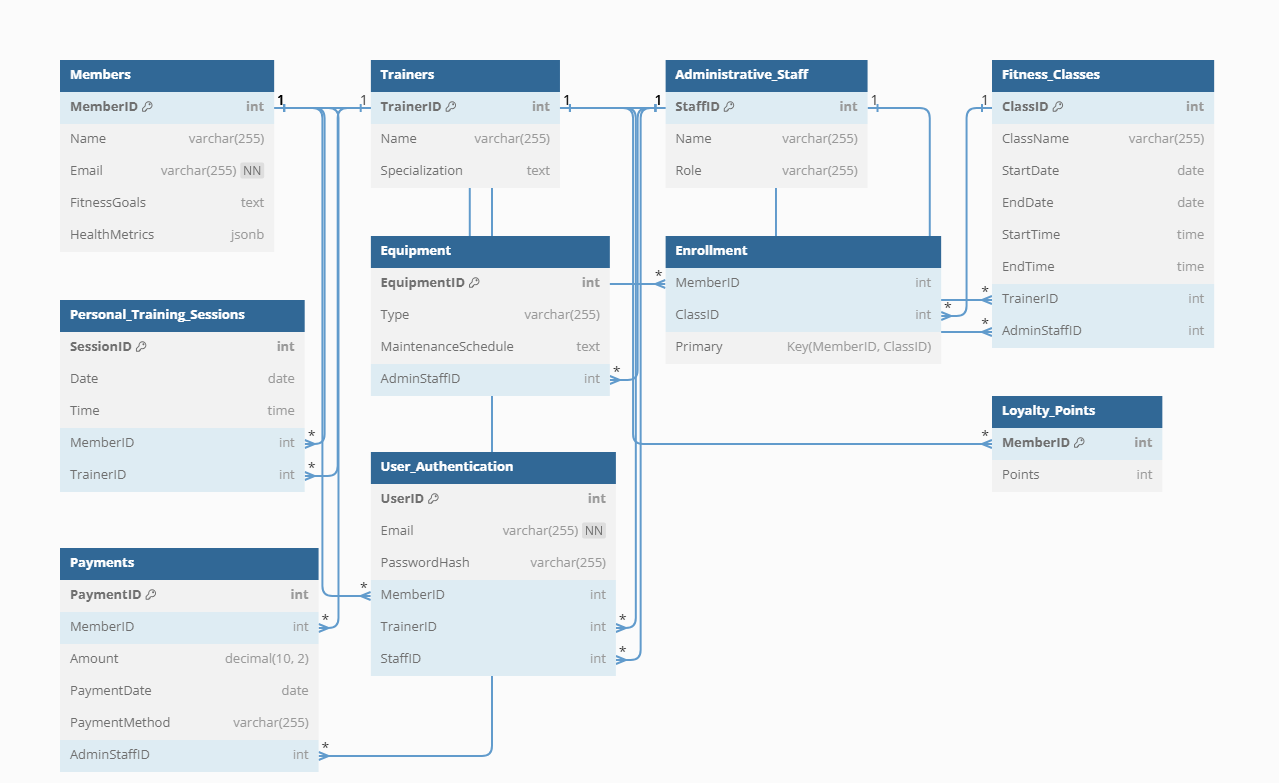 Members
MemberID int
Name varchar(255)
Email varchar(255) NN
FitnessGoals text
HealthMetrics jsonb
1
1
Trainers
TrainerID int
Name varchar(255)
Specialization text
1
1
Administrative_Staff
StaffID int
Name varchar(255)
Role varchar(255)
1
1
Fitness_Classes
ClassID int
ClassName varchar(255)
StartDate date
EndDate date
StartTime time
EndTime time
* TrainerID int
* AdminStaffID int
Equipment
EquipmentID int
Type varchar(255)
MaintenanceSchedule text
AdminStaffID int *
Enrollment
* MemberID int
ClassID int *
Primary Key(MemberID, ClassID)
Personal_Training_Sessions
SessionID int
Date date
Time time
MemberID int *
TrainerID int *
Loyalty_Points
* MemberID int
Points int
User_Authentication
UserID int
Email varchar(255) NN
PasswordHash varchar(255)
* MemberID int
TrainerID int *
StaffID int *
Payments
PaymentID int
MemberID int *
Amount decimal(10, 2)
PaymentDate date
PaymentMethod varchar(255)
AdminStaffID int *